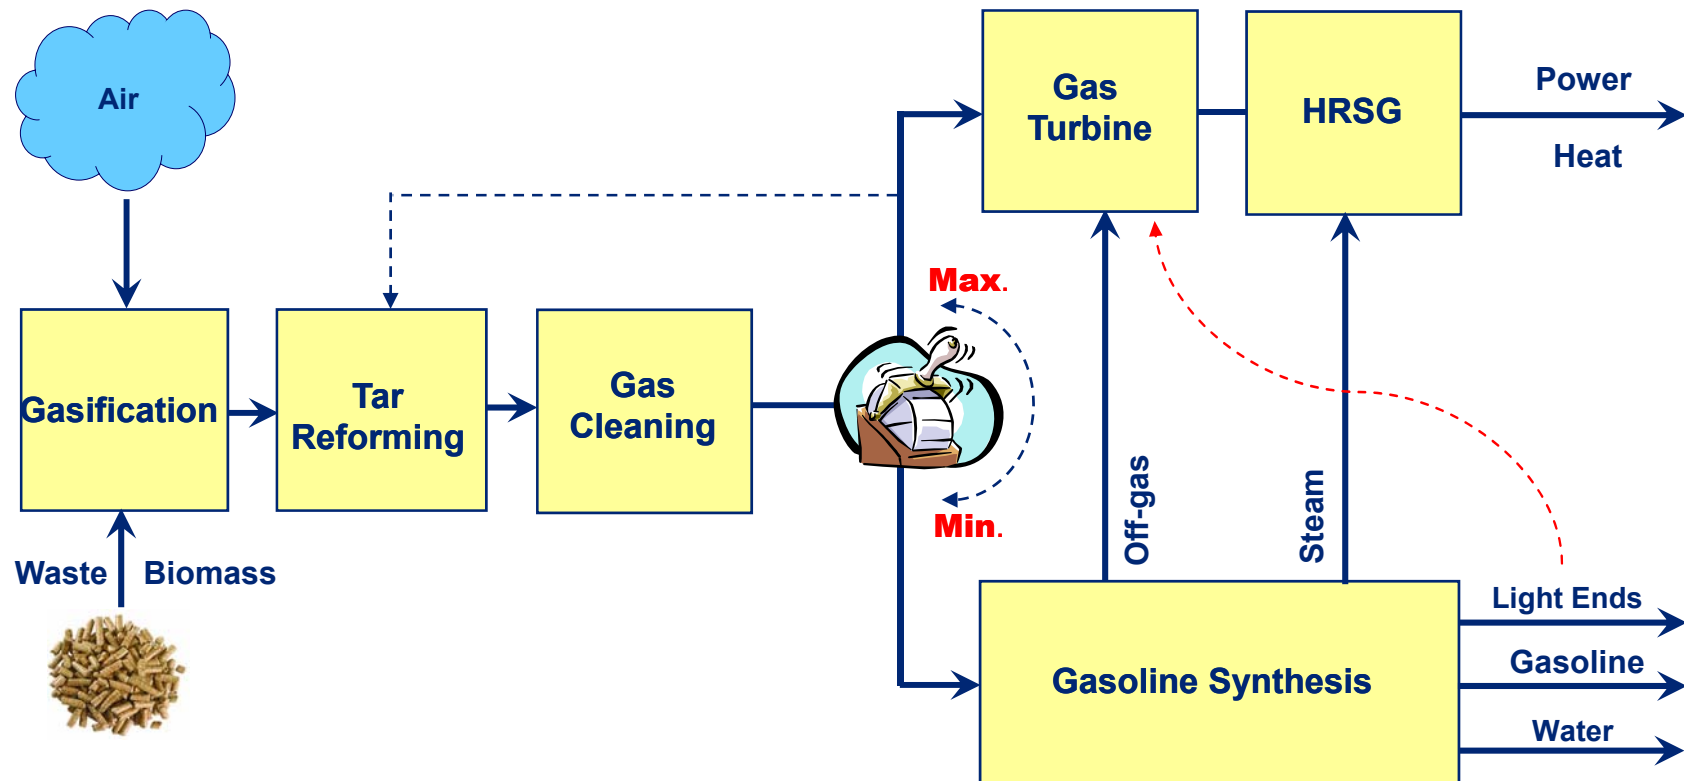 Air
Gasification
Waste
Biomass
Tar
Reforming
Gas
Cleaning
Max.
Min.
Gas
Turbine
HRSG
Power
Heat
Off-gas
Steam
Gasoline Synthesis
Light Ends
Gasoline
Water